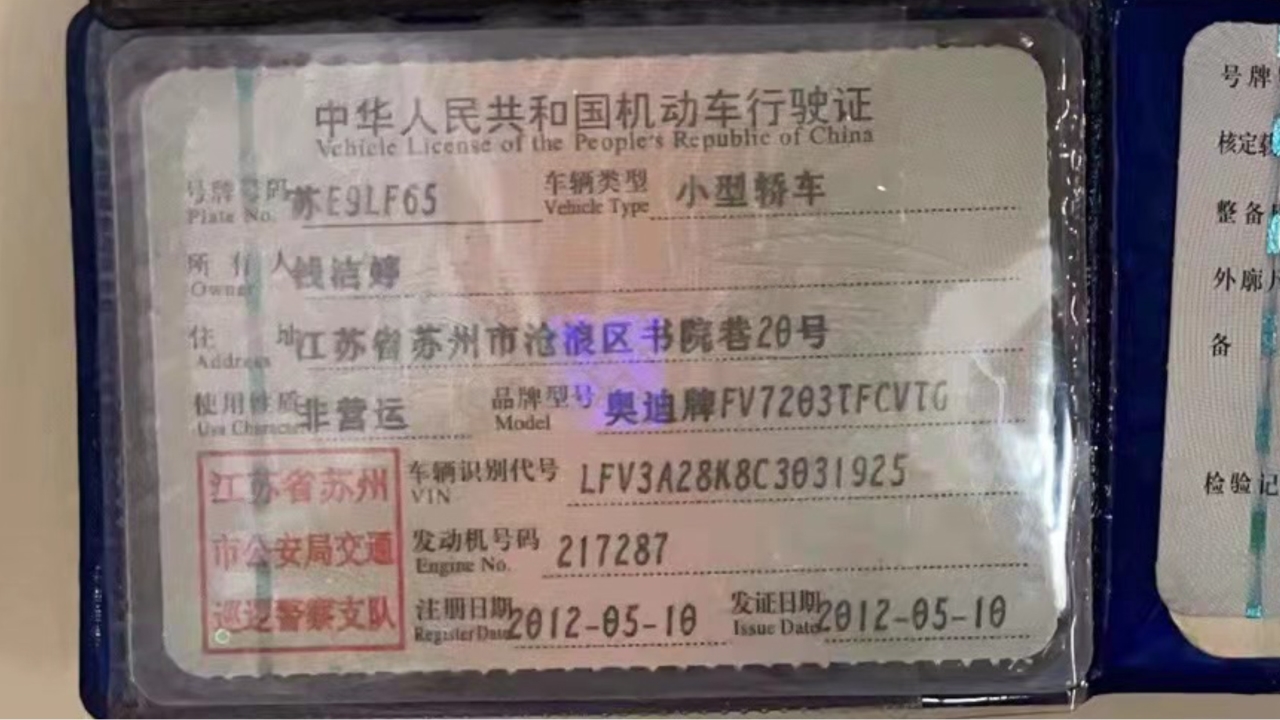 中华人民共和国机动车行驶证
Vehicle License of the People's Republic of China
号牌号码 苏E9LF65 车辆类型 小型轿车
Plate No. Vehicle Type
所有人 钱洁婷
Owner
住址 江苏省苏州市沧浪区书院巷20号
Address
使用性质 非营运 品牌型号 奥迪牌FV7203TFCVTG
Use Character Model
江苏省苏州
市公安局交通
巡逻警察支队
车辆识别代号 LFV3A28K8C3031925
VIN
发动机号码 217287
Engine No.
注册日期 2012-05-10 发证日期 2012-05-10
Register Date Issue Date
号牌
核定载
整备
外廓
备
检验记